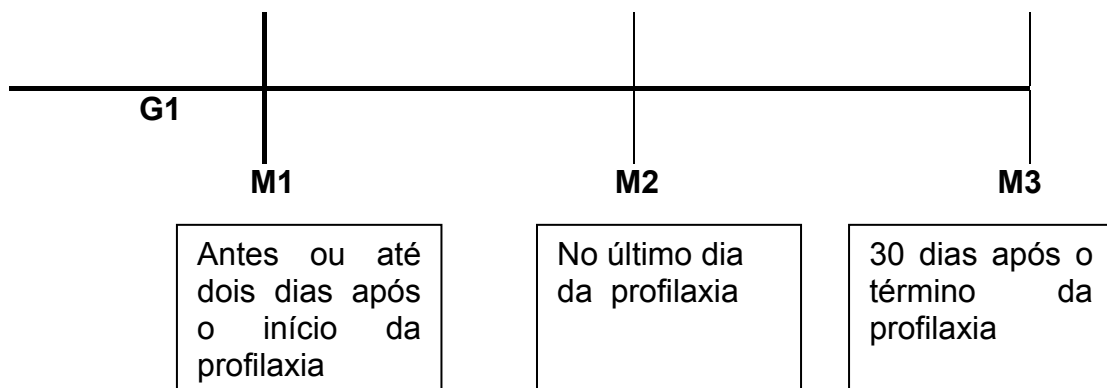 G1
M1
M2
M3
Antes ou até
dois dias após
o início da
profilaxia
No último dia
da profilaxia
30 dias após o
término da
profilaxia